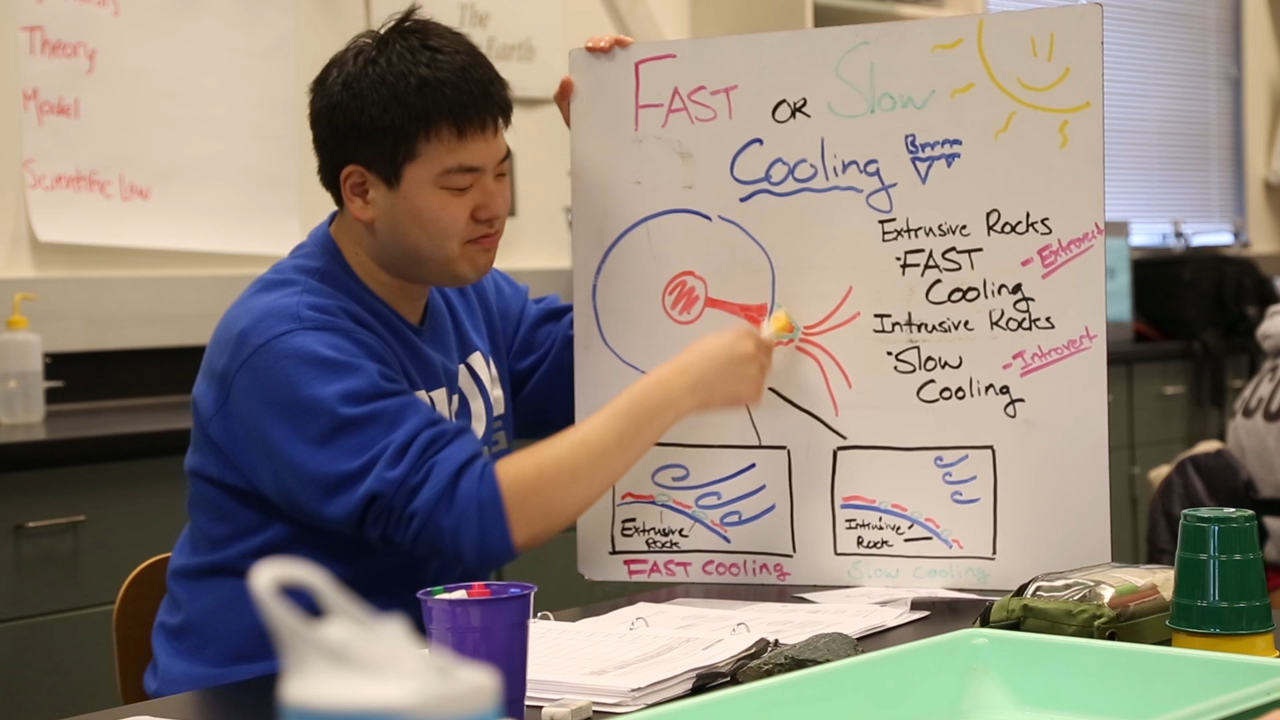 Theory
Model
Scientific Law
The
Earth
FAST OR Slow
Cooling
Brrrr
Extrusive Rocks
·FAST
Cooling
- Extrovert
Intrusive Rocks
·Slow
Cooling
- Introvert
Extrusive
Rock
FAST Cooling
Intrusive
Rock
Slow cooling